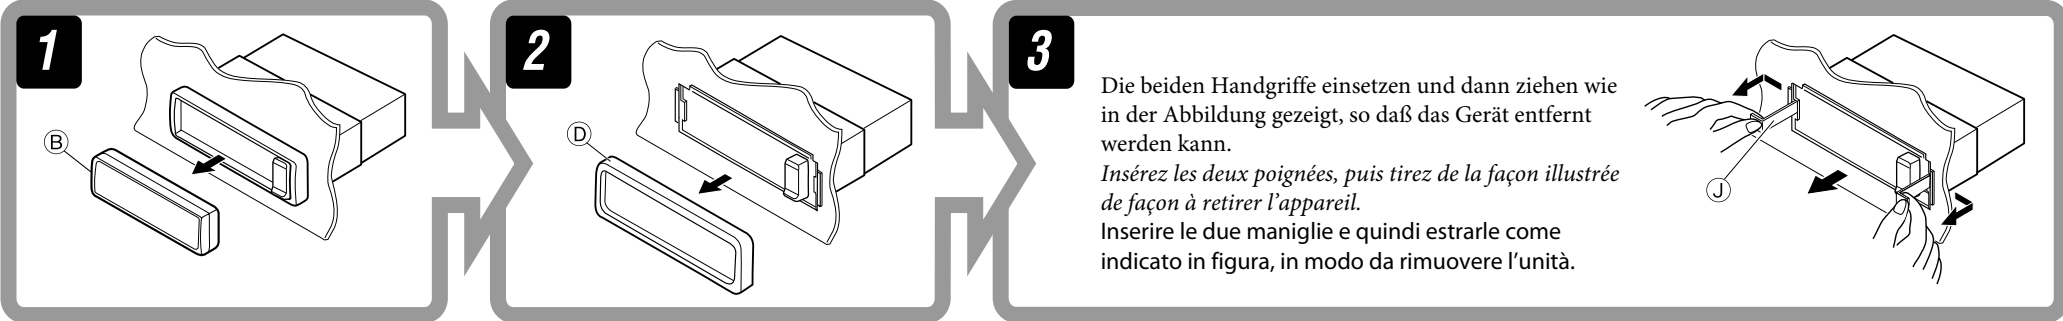 1
B
2
D
3
Die beiden Handgriffe einsetzen und dann ziehen wie
in der Abbildung gezeigt, so daß das Gerät entfernt
werden kann.
Insérez les deux poignées, puis tirez de la façon illustrée
de façon à retirer l’appareil.
Inserire le due maniglie e quindi estrarle come
indicato in figura, in modo da rimuovere l’unità.
J